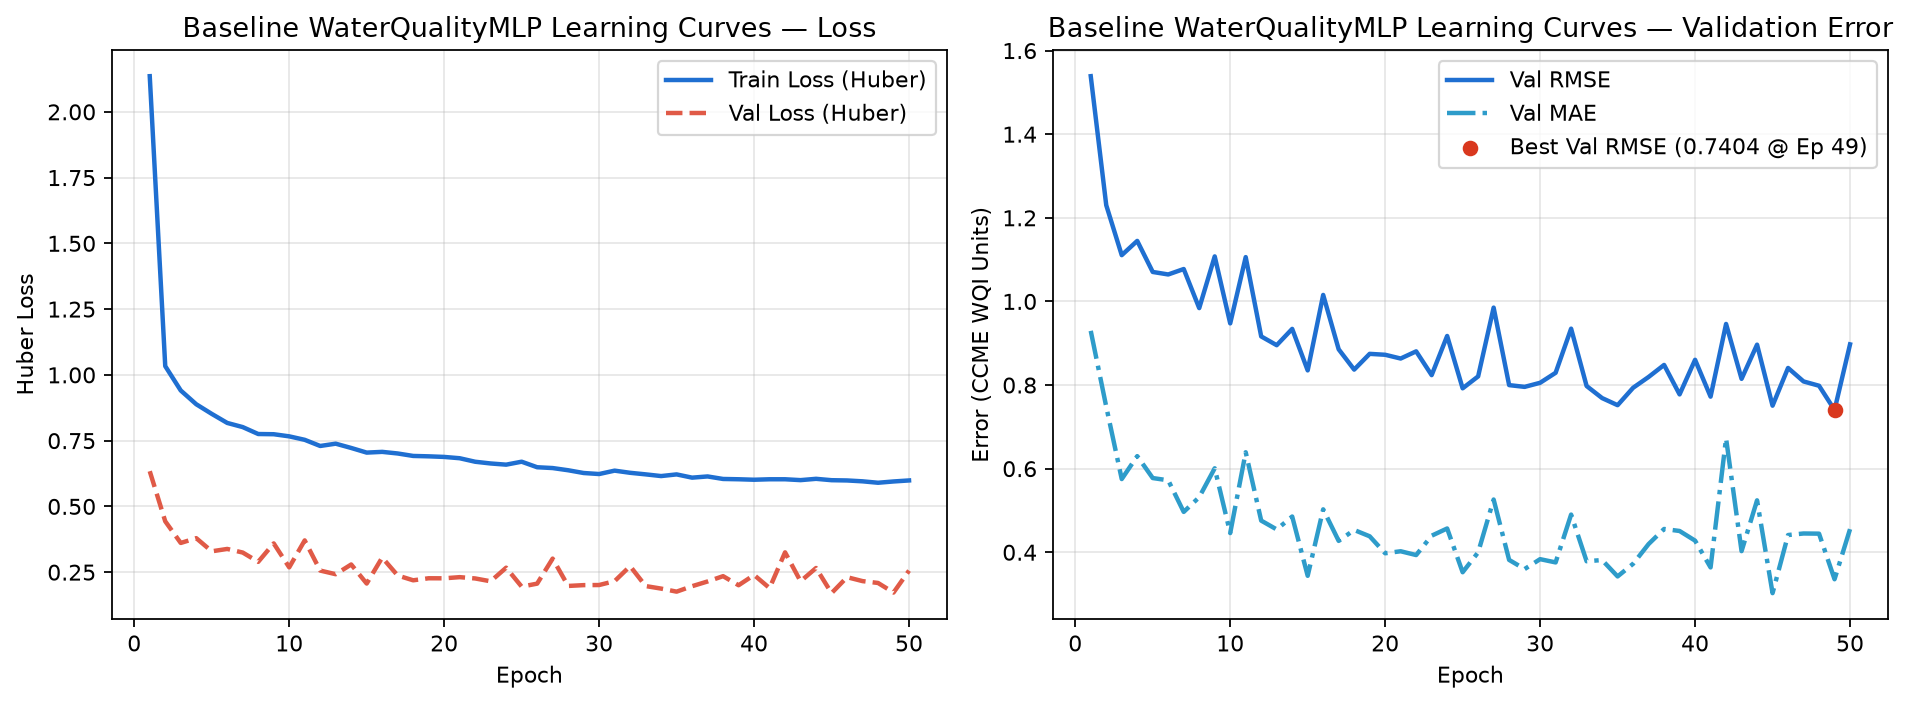 Baseline WaterQualityMLP Learning Curves — Loss
Train Loss (Huber)
Val Loss (Huber)
Huber Loss
2.00
1.75
1.50
1.25
1.00
0.75
0.50
0.25
0
10
20
30
40
50
Epoch
Baseline WaterQualityMLP Learning Curves — Validation Error
Val RMSE
Val MAE
Best Val RMSE (0.7404 @ Ep 49)
Error (CCME WQI Units)
1.6
1.4
1.2
1.0
0.8
0.6
0.4
0
10
20
30
40
50
Epoch